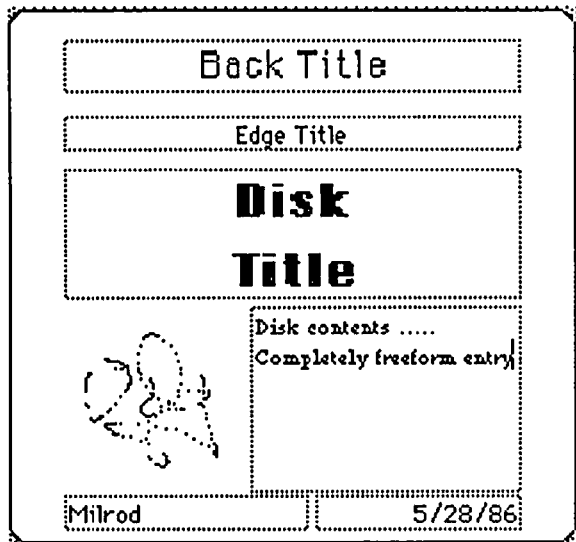 Back Title
Edge Title
Disk
Title
Disk contents .....
Completely freeform entry
Milrod
5/28/86